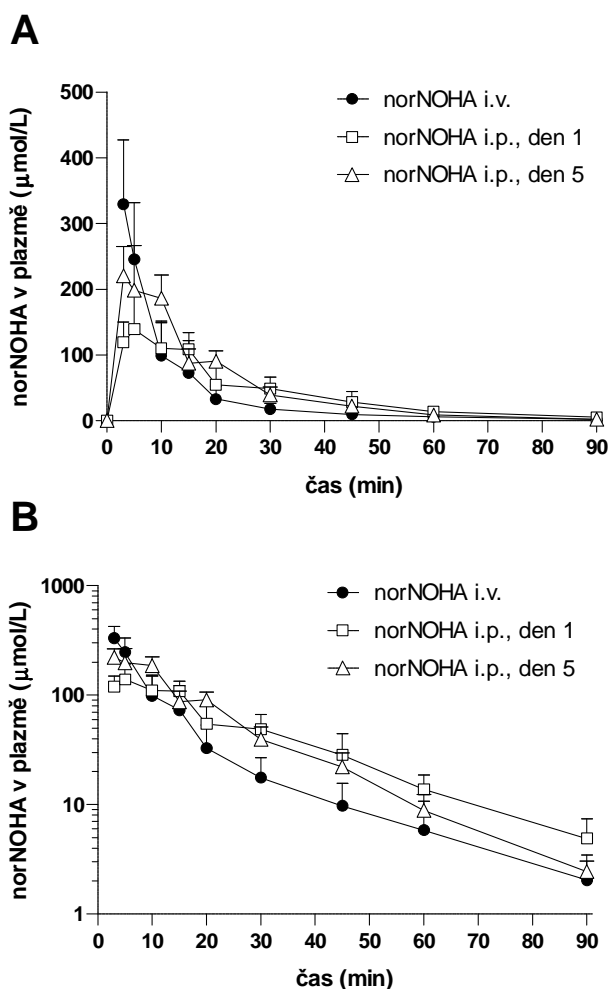 A
norNOHA v plazmě (μmol/L)
500
400
300
200
100
0
norNOHA i.v.
norNOHA i.p., den 1
norNOHA i.p., den 5
0 10 20 30 40 50 60 70 80 90
čas (min)
B
norNOHA v plazmě (μmol/L)
1000
100
10
1
norNOHA i.v.
norNOHA i.p., den 1
norNOHA i.p., den 5
0 10 20 30 40 50 60 70 80 90
čas (min)